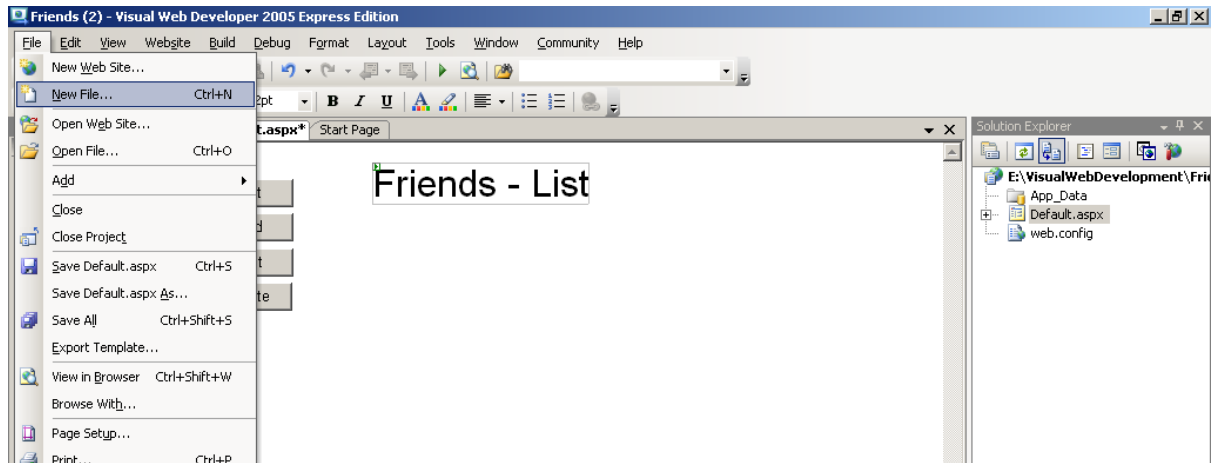 Friends (2) - Visual Web Developer 2005 Express Edition
File Edit View Website Build Debug Format Layout Tools Window Community Help
New Web Site...
New File... Ctrl+N
2pt B I U A
Open Web Site...
t.aspx* Start Page
Solution Explorer
Open File... Ctrl+O
Add
Close
Close Project
Save Default.aspx Ctrl+S
Save Default.aspx As...
Save All Ctrl+Shift+S
Export Template...
View in Browser Ctrl+Shift+W
Browse With...
Page Setup...
Print... Ctrl+P
t
d
t
te
Friends - List
E:\VisualWebDevelopment\Frie
App_Data
Default.aspx
web.config